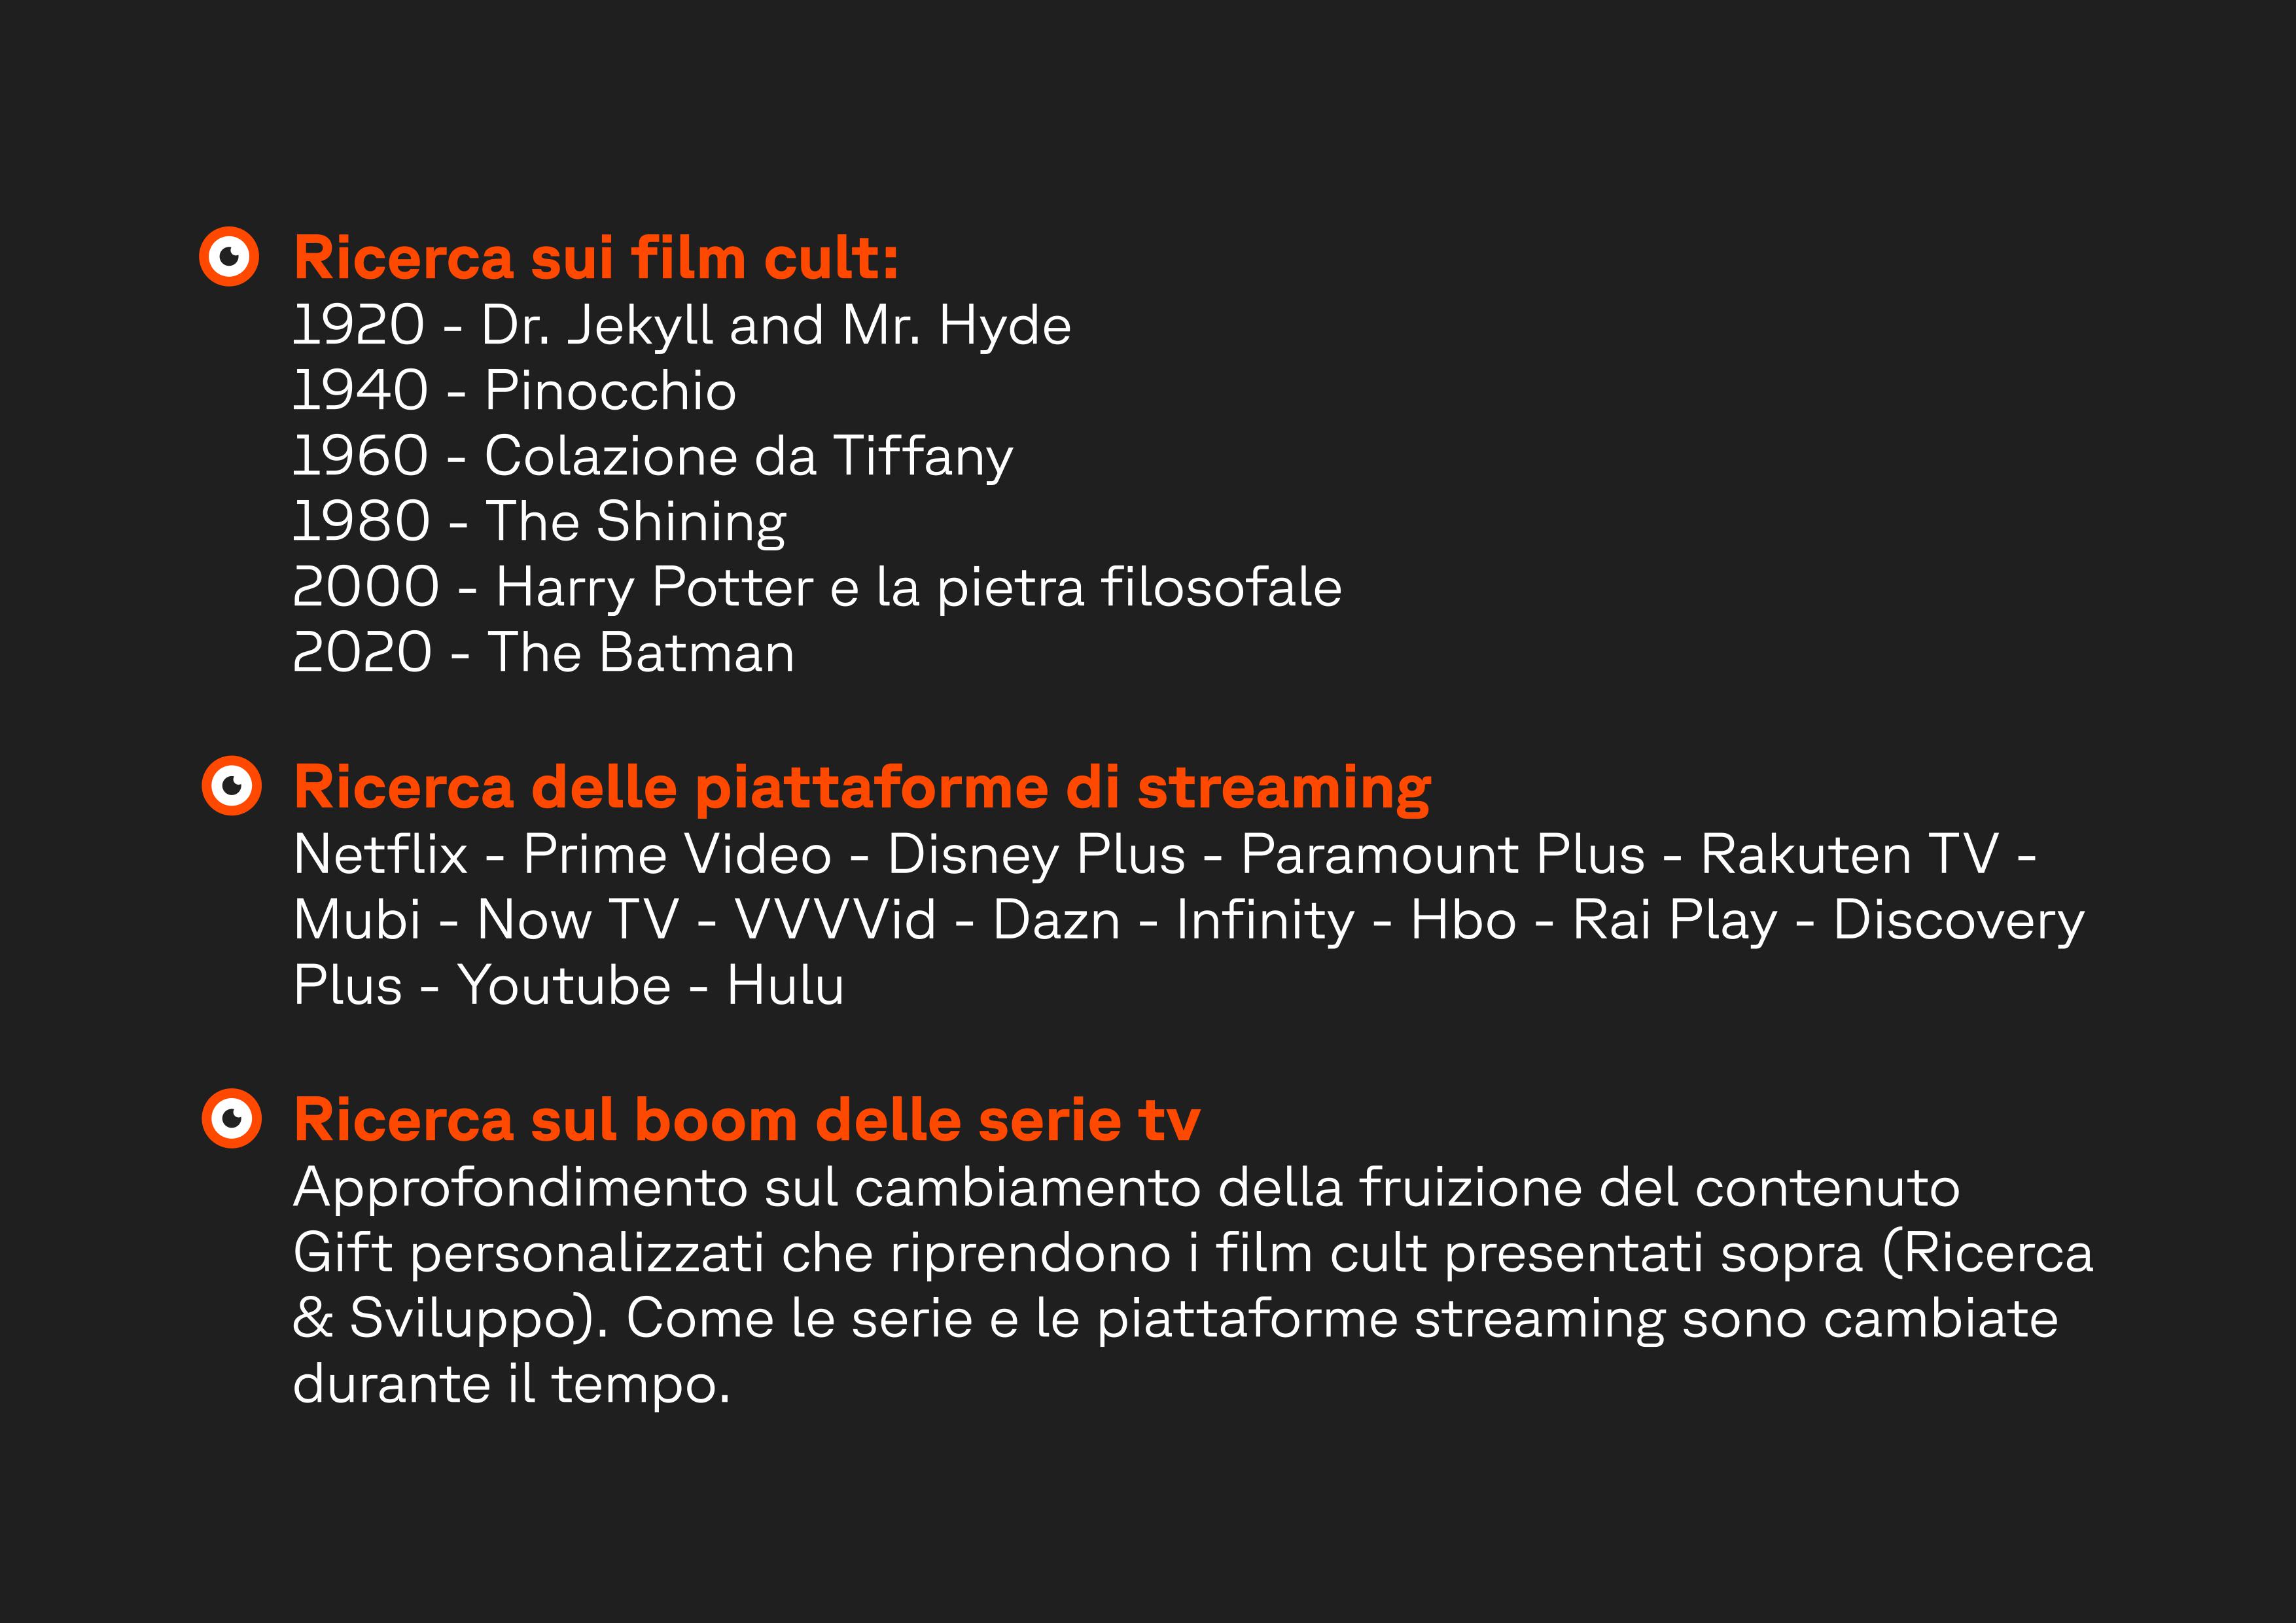 Ricerca sui film cult:
1920 - Dr. Jekyll and Mr. Hyde
1940 - Pinocchio
1960 - Colazione da Tiffany
1980 - The Shining
2000 - Harry Potter e la pietra filosofale
2020 - The Batman
Ricerca delle piattaforme di streaming
Netflix - Prime Video - Disney Plus - Paramount Plus - Rakuten TV -
Mubi - Now TV - VVVVid - Dazn - Infinity - Hbo - Rai Play - Discovery
Plus - Youtube - Hulu
Ricerca sul boom delle serie tv
Approfondimento sul cambiamento della fruizione del contenuto
Gift personalizzati che riprendono i film cult presentati sopra (Ricerca
& Sviluppo). Come le serie e le piattaforme streaming sono cambiate
durante il tempo.